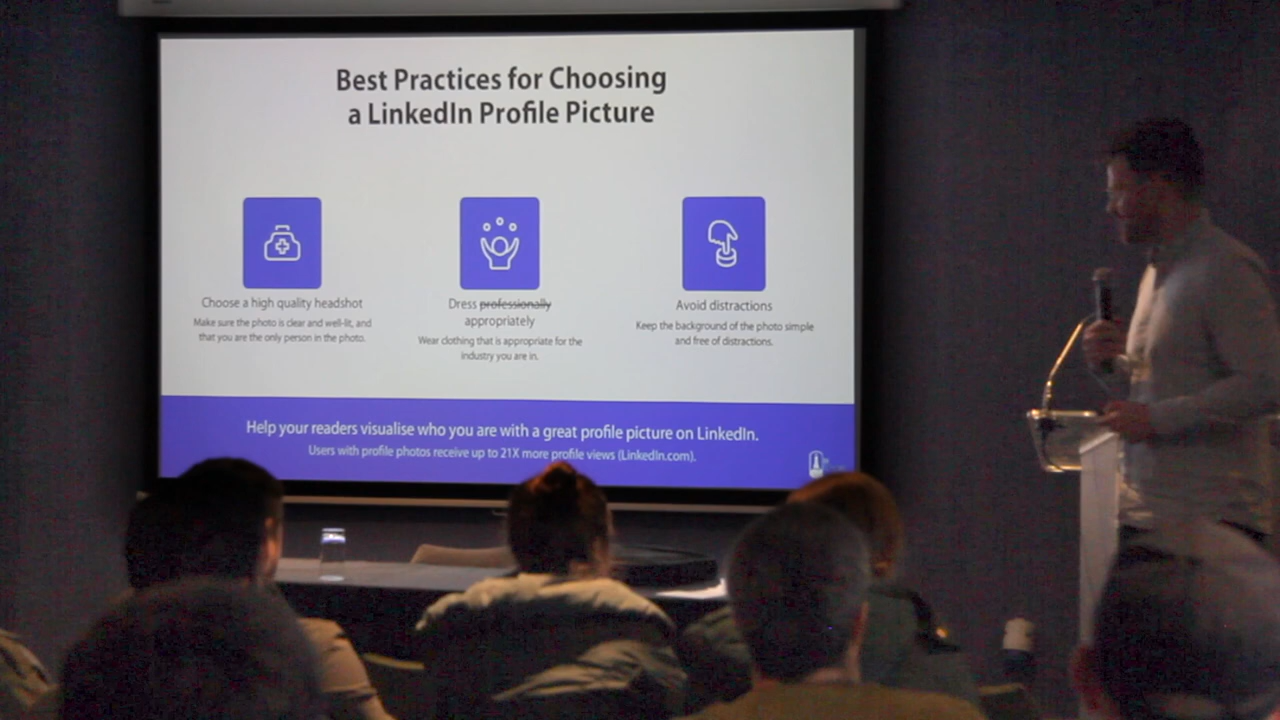 Best Practices for Choosing
a LinkedIn Profile Picture
Choose a high quality headshot
Make sure the photo is clear and well-lit, and
that you are the only person in the photo.
Dress professionally
appropriately
Wear clothing that is appropriate for the
industry you are in.
Avoid distractions
Keep the background of the photo simple
and free of distractions.
Help your readers visualise who you are with a great profile picture on LinkedIn.
Users with profile photos receive up to 21X more profile views (LinkedIn.com).